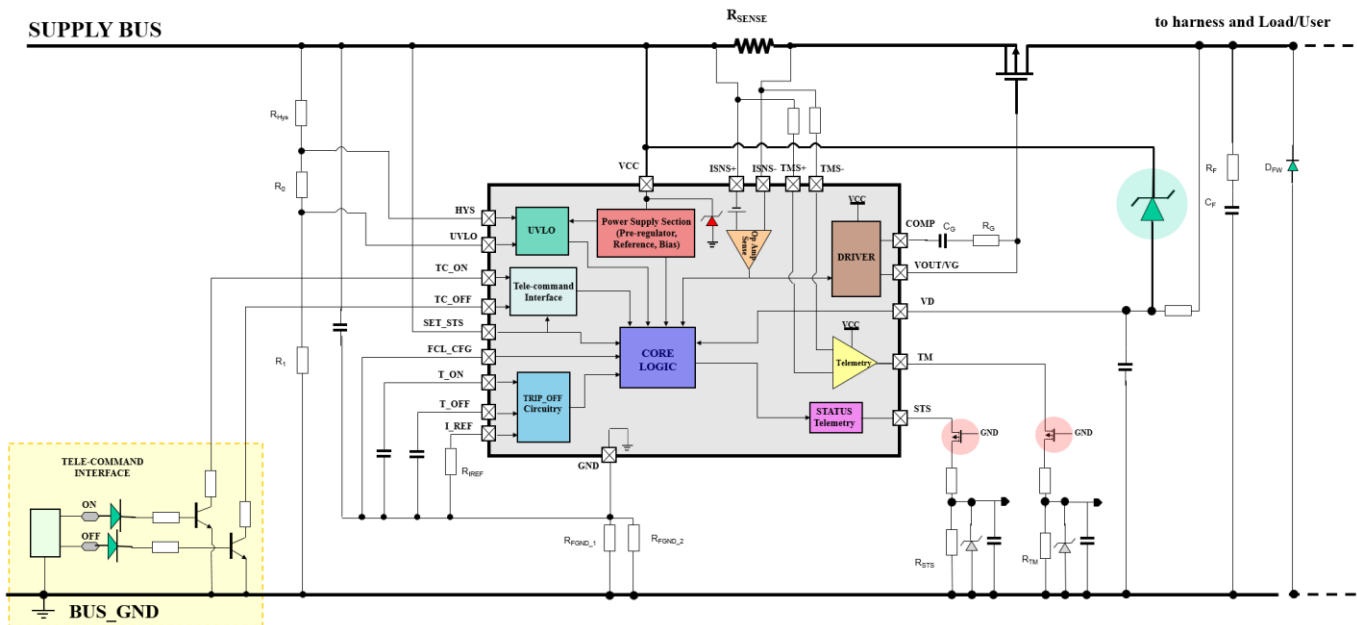 SUPPLY BUS
RSENSE
to harness and Load/User
RHys
R0
R1
VCC
ISNS+
ISNS-
TMS+
TMS-
RF
CF
DFW
HYS
UVLO
TC_ON
TC_OFF
SET_STS
FCL_CFG
T_ON
T_OFF
I_REF
UVLO
Power Supply Section
(Pre-regulator,
Reference, Bias)
Op Amp
Sense
VCC
DRIVER
COMP
CG
RG
VOUT/VG
VD
Tele-command
Interface
CORE
LOGIC
VCC
Telemetry
TM
TRIP_OFF
Circuitry
STATUS
Telemetry
STS
GND
GND
GND
RIREF
RFGND_1
RFGND_2
RSTS
RTM
TELE-COMMAND
INTERFACE
ON
OFF
BUS_GND